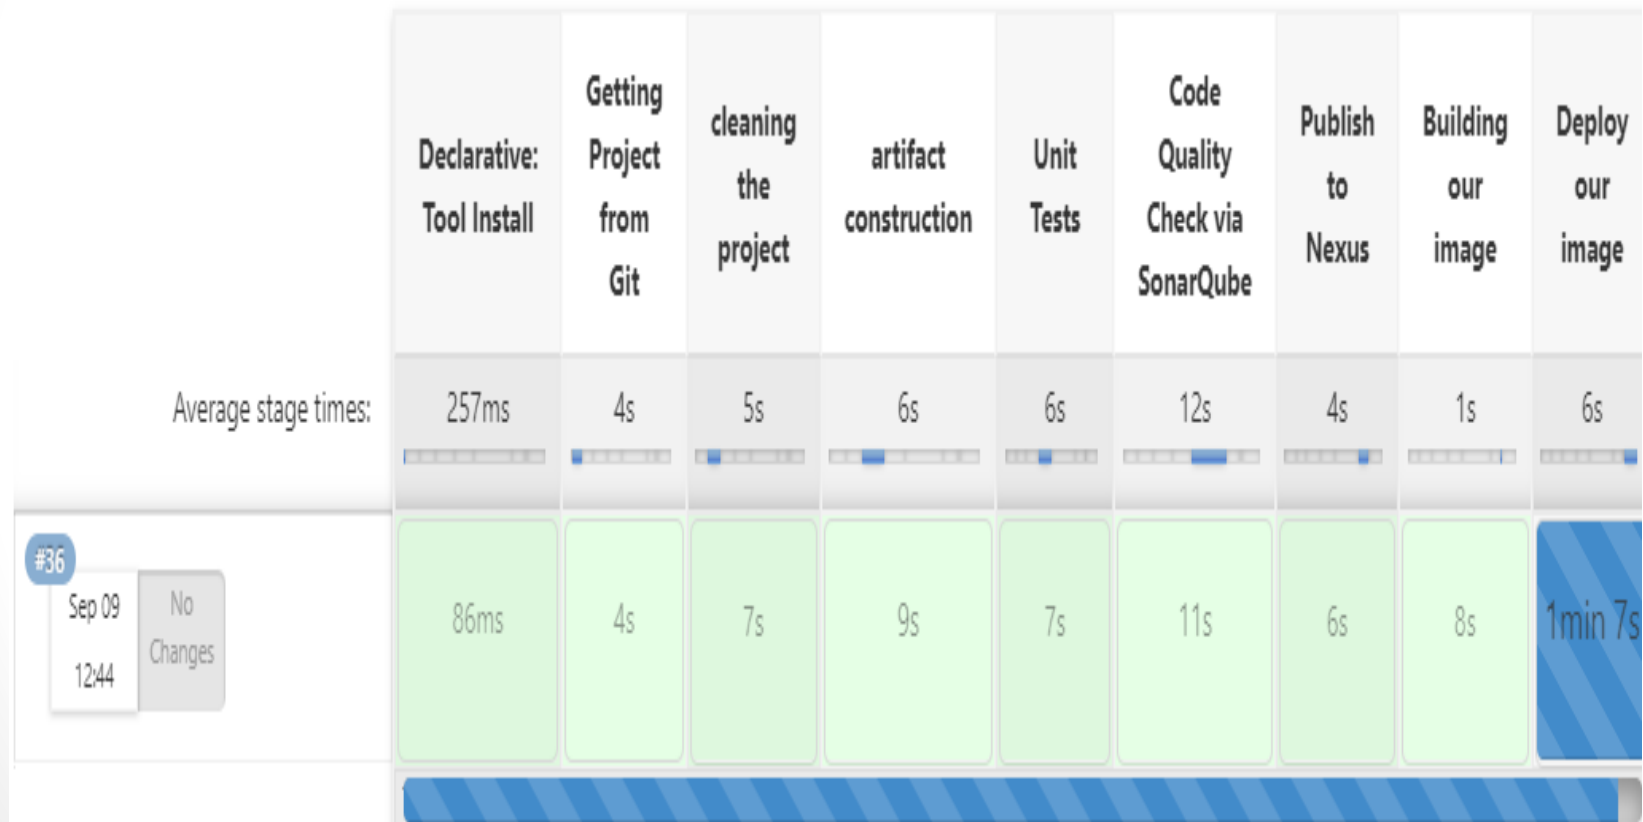 Declarative:
Tool Install
Getting
Project
from
Git
cleaning
the
project
artifact
construction
Unit
Tests
Code
Quality
Check via
SonarQube
Publish
to
Nexus
Building
our
image
Deploy
our
image
Average stage times:
257ms
4s
5s
6s
6s
12s
4s
1s
6s
#36
Sep 09
12:44
No
Changes
86ms
4s
7s
9s
7s
11s
6s
8s
1min 7s